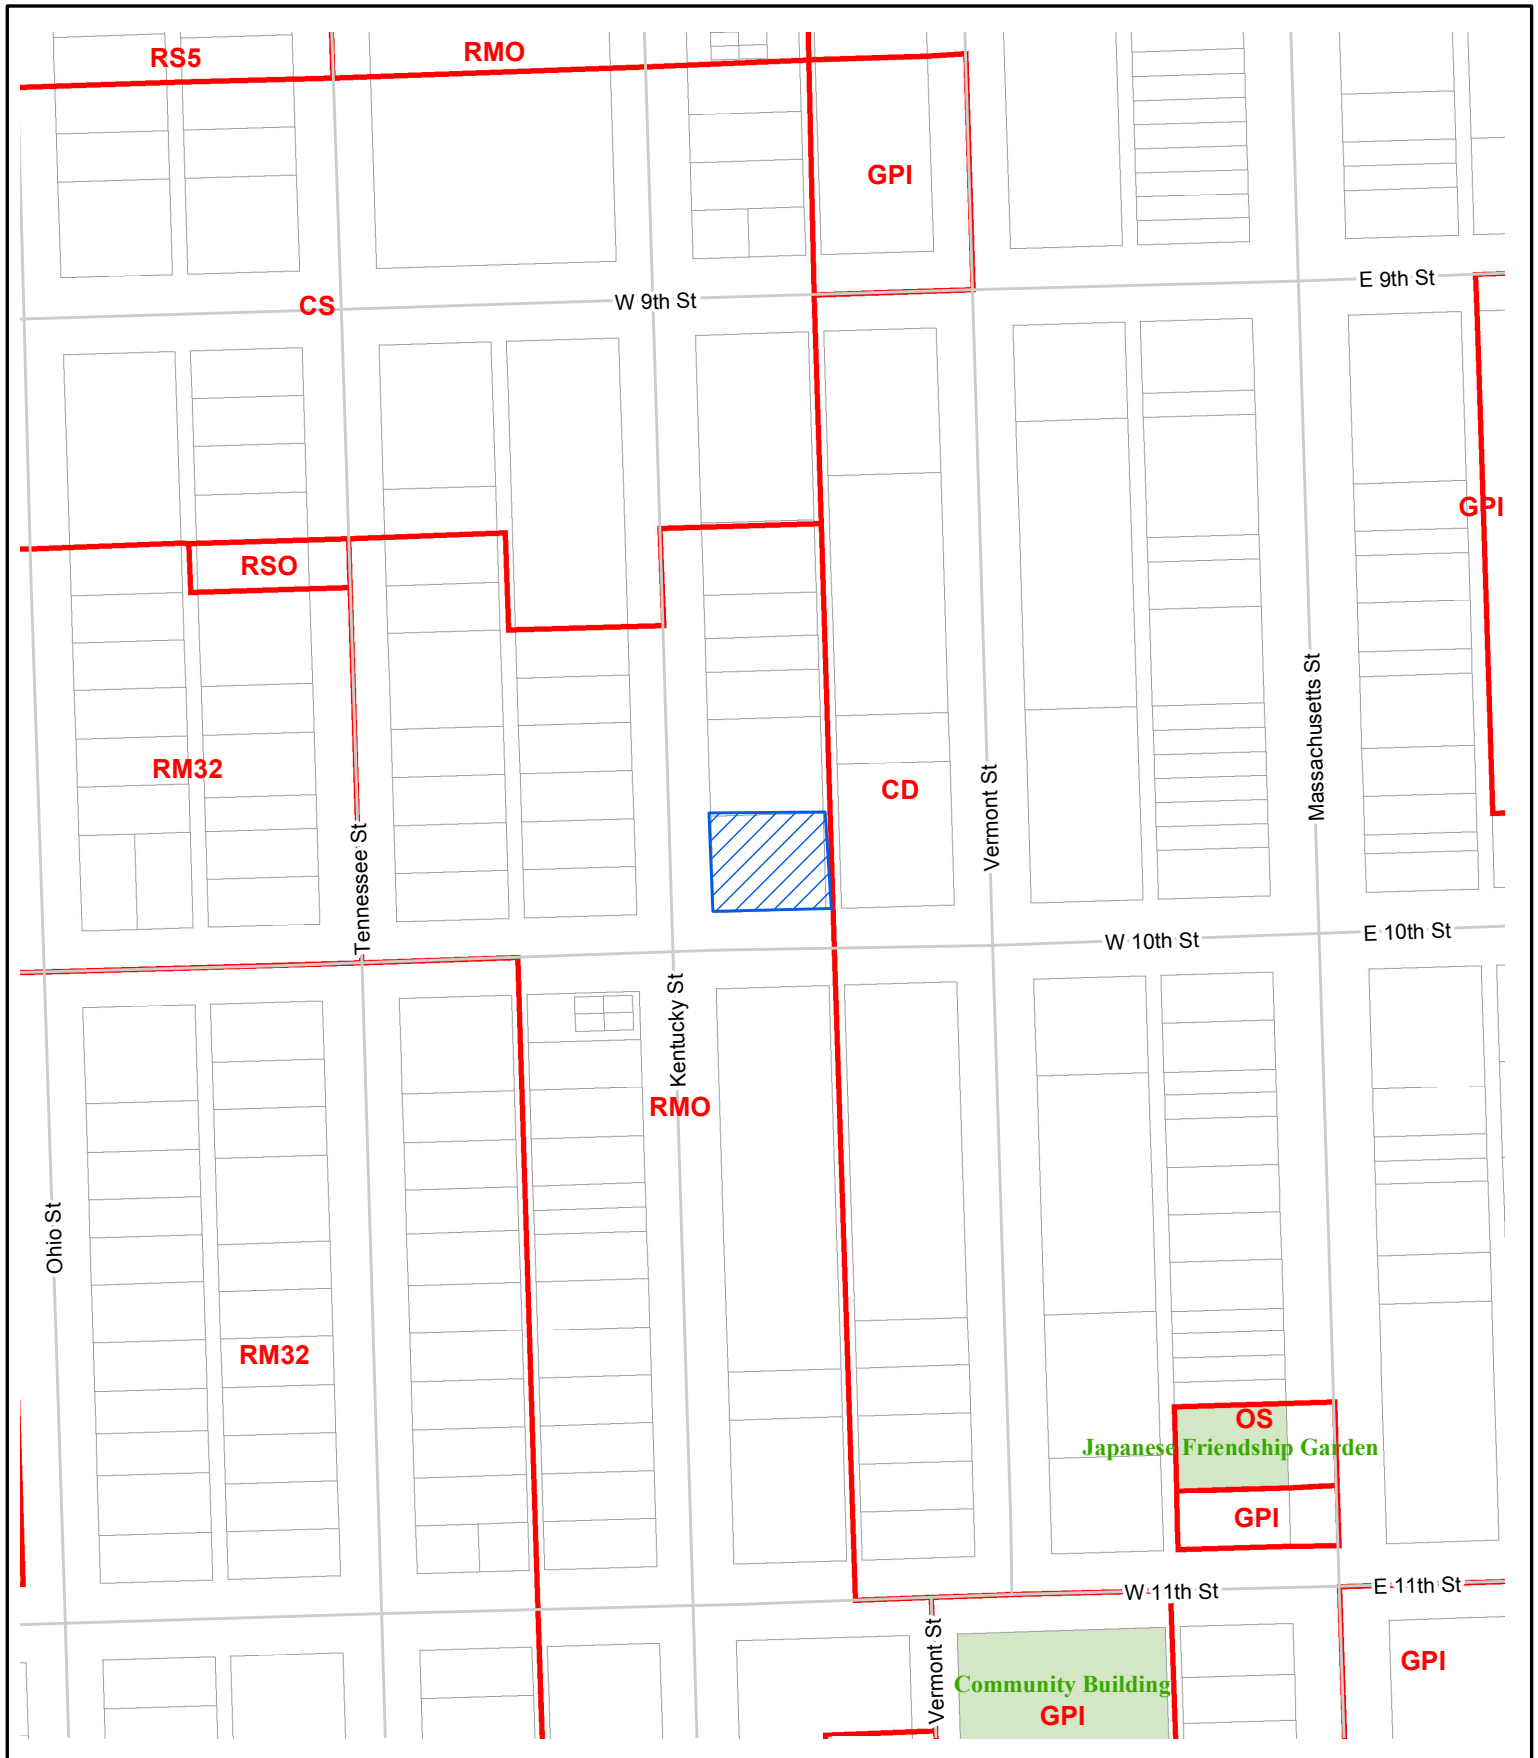 RS5
RMO
GPI
CS
W 9th St
E 9th St
GPI
RSO
RM32
CD
Massachusetts St
Vermont St
Tennessee St
W 10th St
E 10th St
Kentucky St
RMO
Ohio St
RM32
OS
Japanese Friendship Garden
GPI
W 11th St
E 11th St
Vermont St
GPI
Community Building
GPI